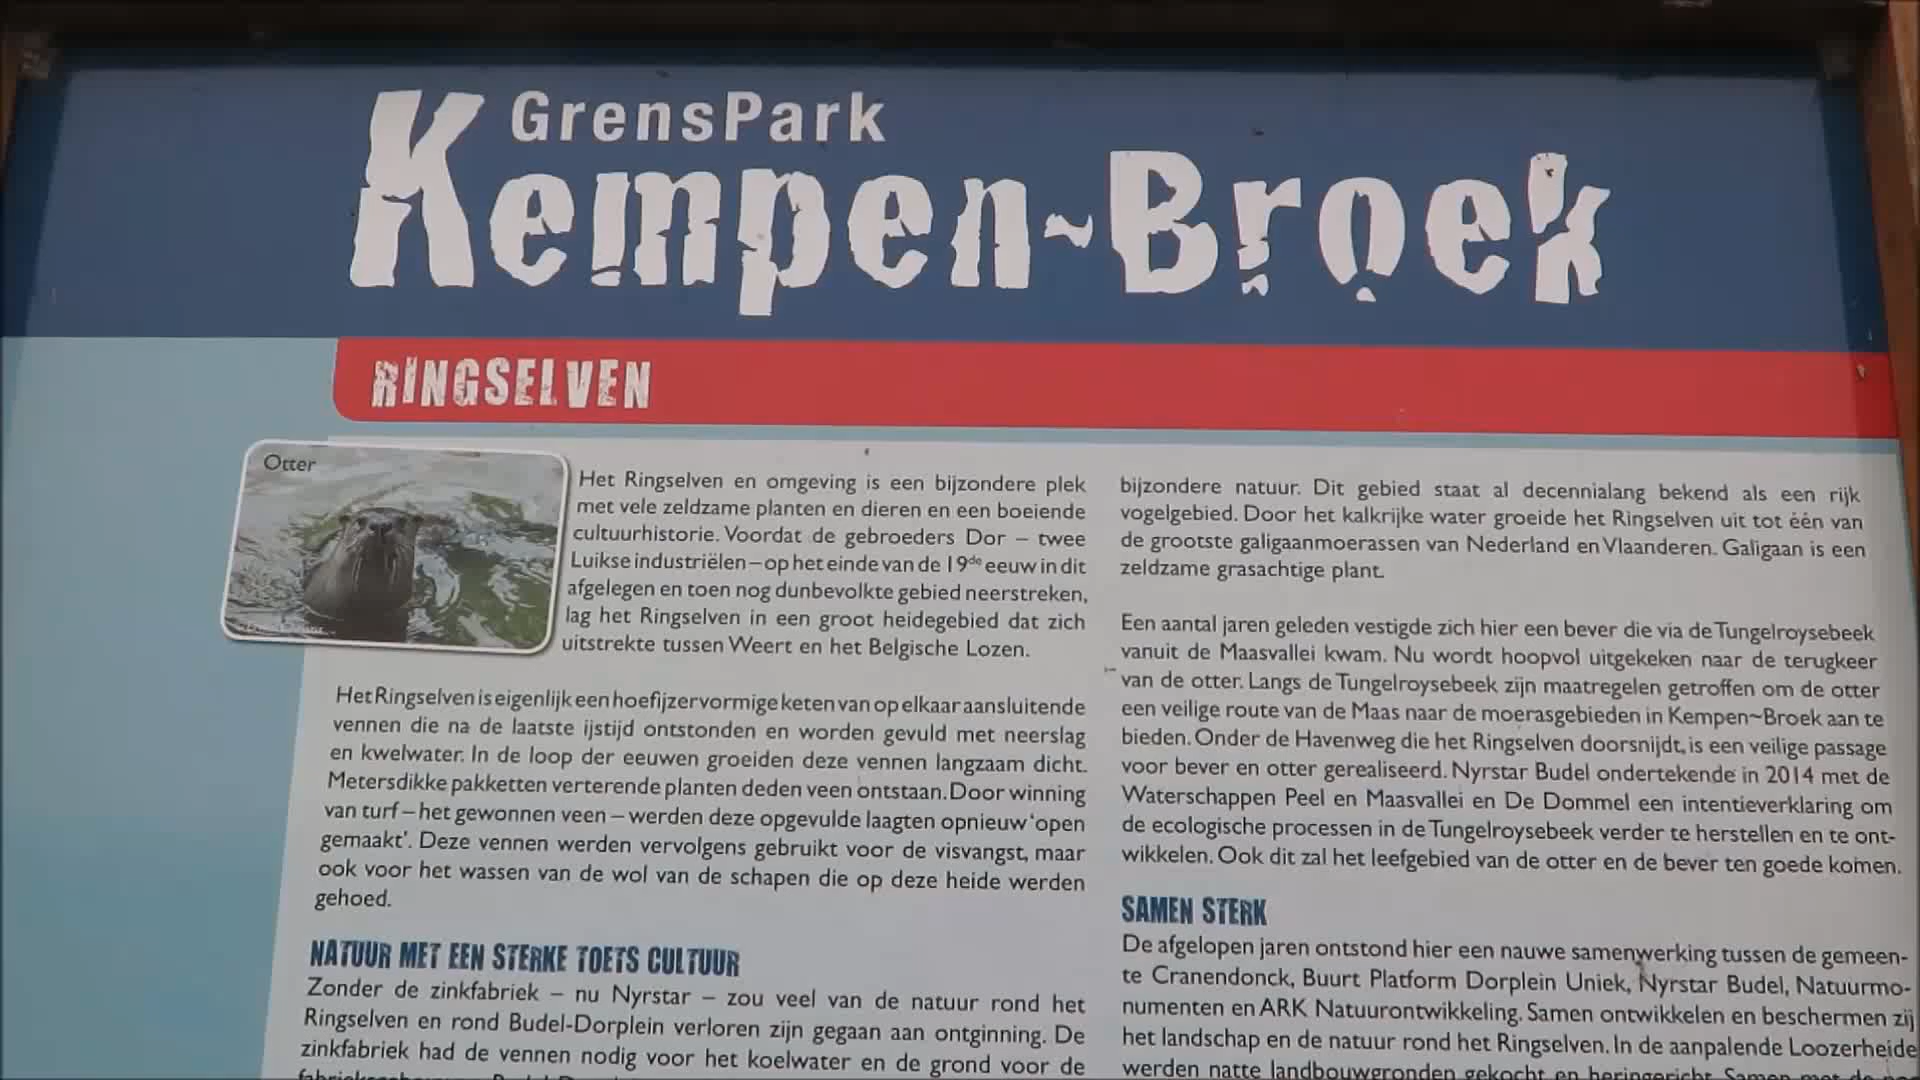 GrensPark
Kempen~Broek
RINGSELVEN
Otter
Het Ringselven en omgeving is een bijzondere plek
met vele zeldzame planten en dieren en een boeiende
cultuurhistorie. Voordat de gebroeders Dor – twee
Luikse industriëlen – op het einde van de 19de eeuw in dit
afgelegen en toen nog dunbevolkte gebied neerstreken,
lag het Ringselven in een groot heidegebied dat zich
uitstrekte tussen Weert en het Belgische Lozen.
Het Ringselven is eigenlijk een hoefijzervormige keten van op elkaar aansluitende
vennen die na de laatste ijstijd ontstonden en worden gevuld met neerslag
en kwelwater. In de loop der eeuwen groeiden deze vennen langzaam dicht.
Metersdikke pakketten verterende planten deden veen ontstaan. Door winning
van turf – het gewonnen veen – werden deze opgevulde laagten opnieuw 'open
gemaakt'. Deze vennen werden vervolgens gebruikt voor de visvangst, maar
ook voor het wassen van de wol van de schapen die op deze heide werden
gehoed.
NATUUR MET EEN STERKE TOETS CULTUUR
Zonder de zinkfabriek – nu Nyrstar – zou veel van de natuur rond het
Ringselven en rond Budel-Dorplein verloren zijn gegaan aan ontginning. De
zinkfabriek had de vennen nodig voor het koelwater en de grond voor de
bijzondere natuur. Dit gebied staat al decennialang bekend als een rijk
vogelgebied. Door het kalkrijke water groeide het Ringselven uit tot één van
de grootste galigaanmoerassen van Nederland en Vlaanderen. Galigaan is een
zeldzame grasachtige plant.
Een aantal jaren geleden vestigde zich hier een bever die via de Tungelroysebeek
vanuit de Maasvallei kwam. Nu wordt hoopvol uitgekeken naar de terugkeer
van de otter. Langs de Tungelroysebeek zijn maatregelen getroffen om de otter
een veilige route van de Maas naar de moerasgebieden in Kempen~Broek aan te
bieden. Onder de Havenweg die het Ringselven doorsnijdt, is een veilige passage
voor bever en otter gerealiseerd. Nyrstar Budel ondertekende in 2014 met de
Waterschappen Peel en Maasvallei en De Dommel een intentieverklaring om
de ecologische processen in de Tungelroysebeek verder te herstellen en te ont-
wikkelen. Ook dit zal het leefgebied van de otter en de bever ten goede komen.
SAMEN STERK
De afgelopen jaren ontstond hier een nauwe samenwerking tussen de gemeen-
te Cranendonck, Buurt Platform Dorplein Uniek, Nyrstar Budel, Natuurmo-
numenten en ARK Natuurontwikkeling. Samen ontwikkelen en beschermen zij
het landschap en de natuur rond het Ringselven. In de aanpalende Loozerheide
werden natte landbouwgronden gekocht en heringericht. Samen met de